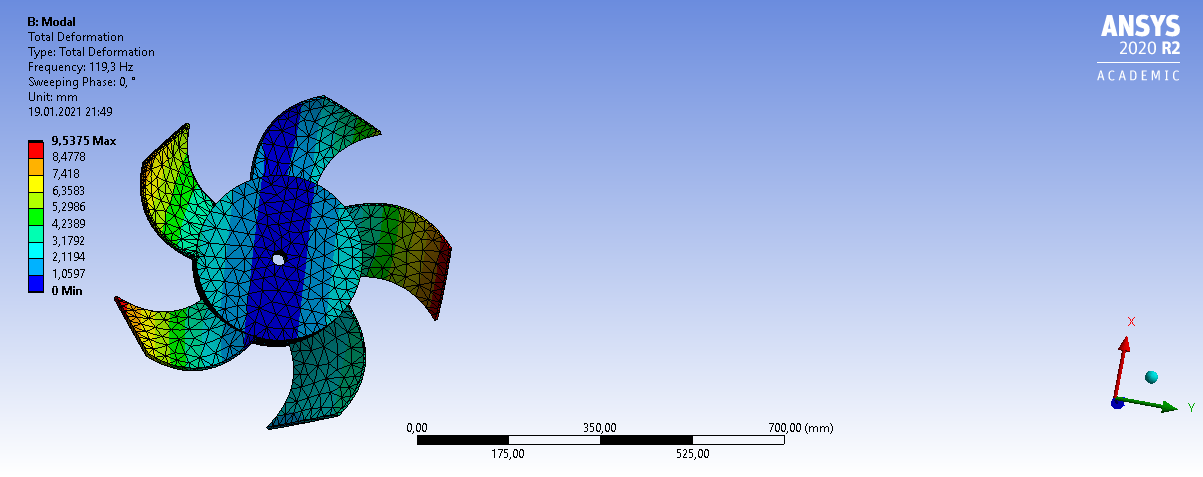 B: Modal
Total Deformation
Type: Total Deformation
Frequency: 119,3 Hz
Sweeping Phase: 0, °
Unit: mm
19.01.2021 21:49
9,5375 Max
8,4778
7,418
6,3583
5,2986
4,2389
3,1792
2,1194
1,0597
0 Min
ANSYS
2020 R2
ACADEMIC
X
Y
0,00 350,00 700,00 (mm)
175,00 525,00